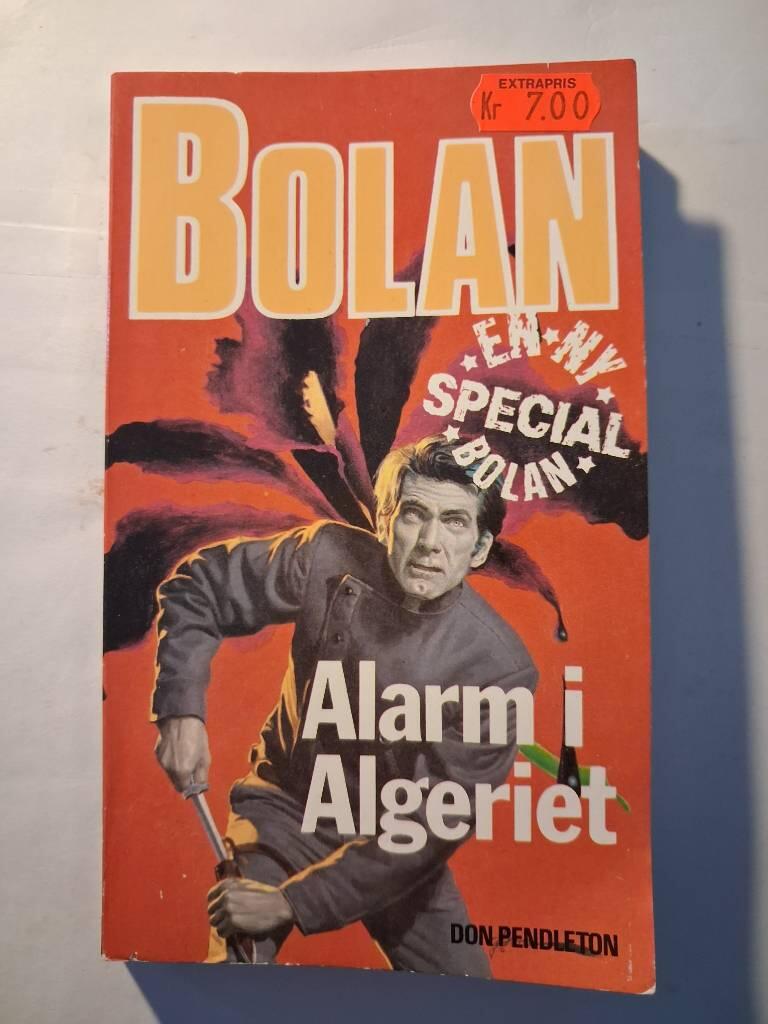 EXTRAPRIS
Kr 7.00
BOLAN
EN NY
SPECIAL
BOLAN
Alarm i
Algeriet
DON PENDLETON